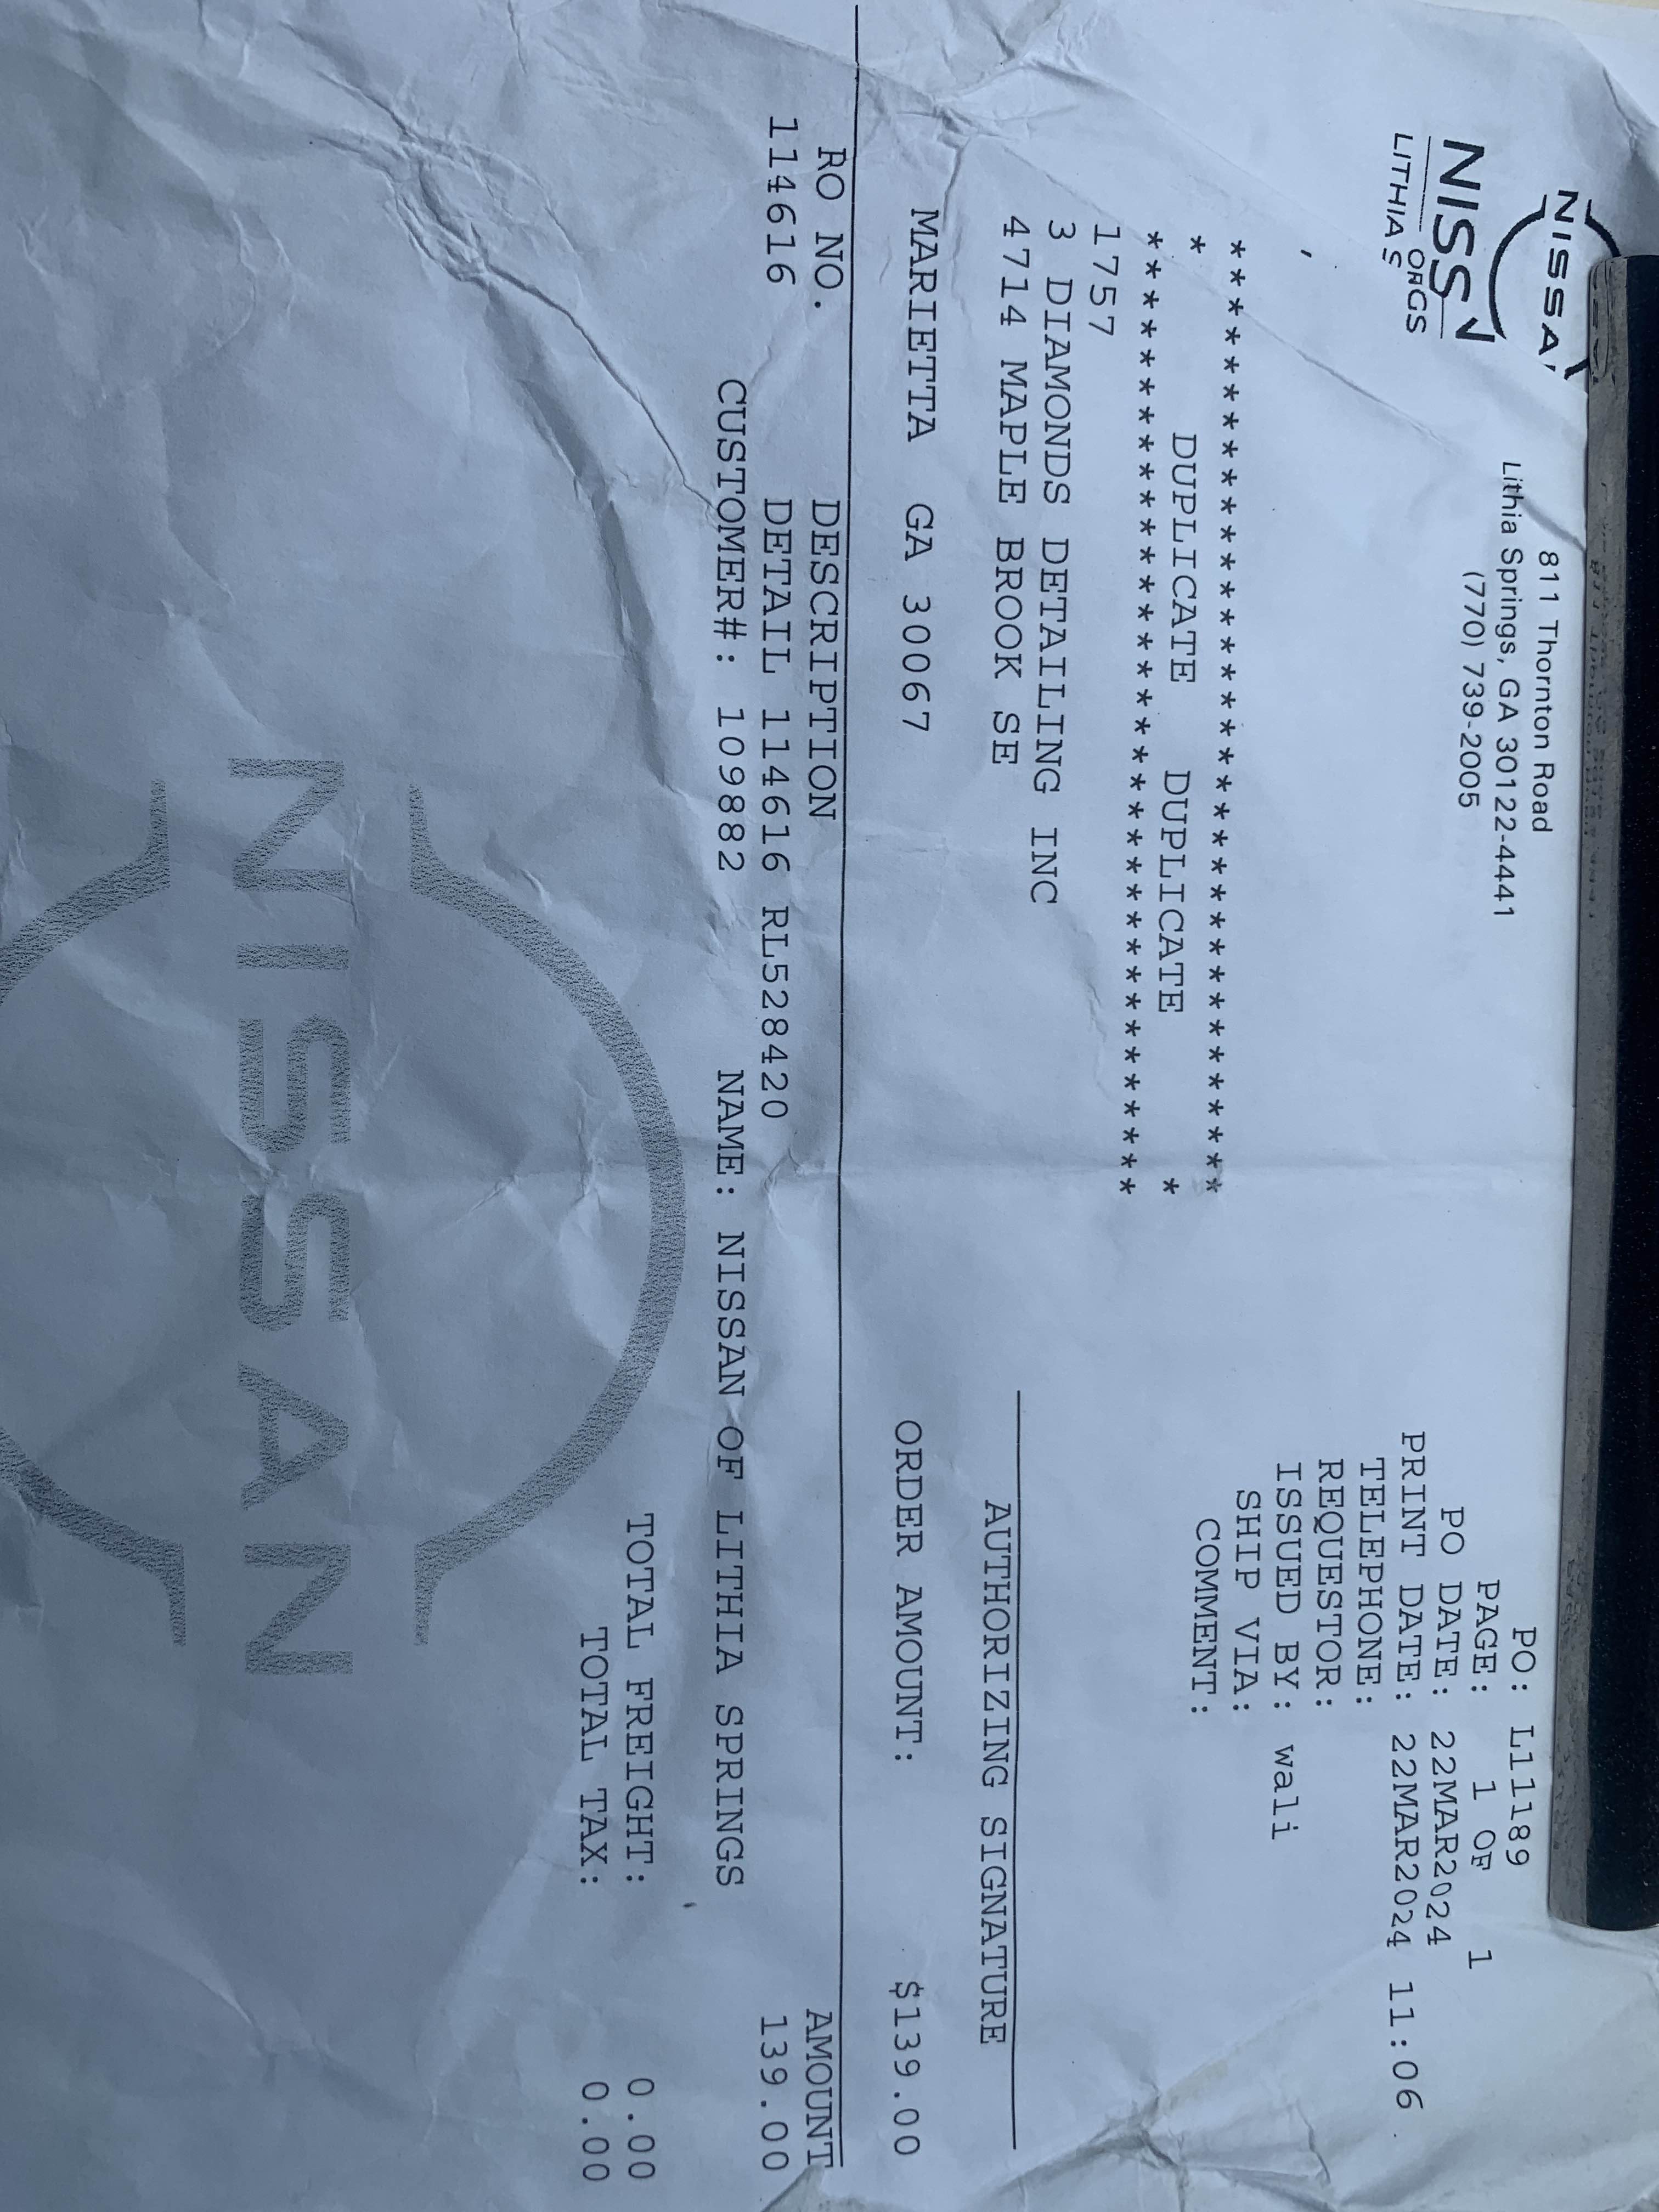 NISSA
NISS
ORGS
LITHIA S
811 Thornton Road
Lithia Springs, GA 30122-4441
(770) 739-2005
PO: L11189
PAGE: 1 OF 1
PO DATE: 22MAR2024
PRINT DATE: 22MAR2024 11:06
TELEPHONE:
REQUESTOR:
ISSUED BY: wali
SHIP VIA:
COMMENT:
**********************************
* DUPLICATE DUPLICATE *
**********************************
1757
3 DIAMONDS DETAILING INC
4714 MAPLE BROOK SE
MARIETTA GA 30067
AUTHORIZING SIGNATURE
ORDER AMOUNT: $139.00
RO NO. DESCRIPTION AMOUNT
114616 DETAIL 114616 RL528420 139.00
CUSTOMER#: 109882 NAME: NISSAN OF LITHIA SPRINGS
TOTAL FREIGHT: 0.00
TOTAL TAX: 0.00
NISSAN